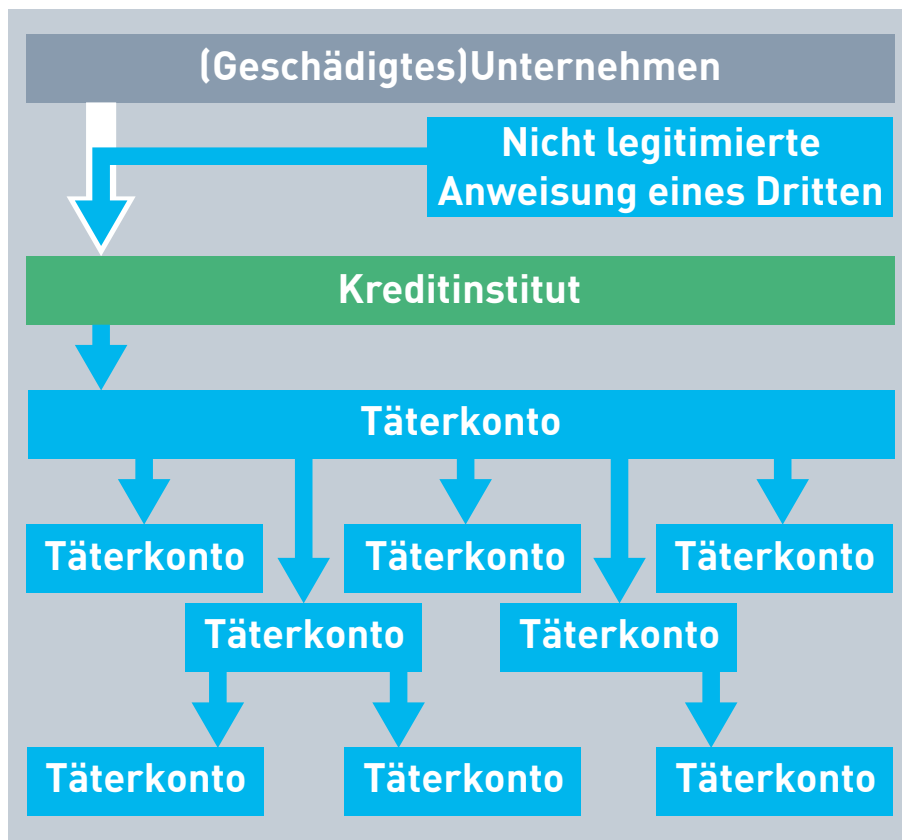 (Geschädigtes)Unternehmen
Nicht legitimierte
Anweisung eines Dritten
Kreditinstitut
Täterkonto
Täterkonto
Täterkonto
Täterkonto
Täterkonto
Täterkonto
Täterkonto
Täterkonto
Täterkonto